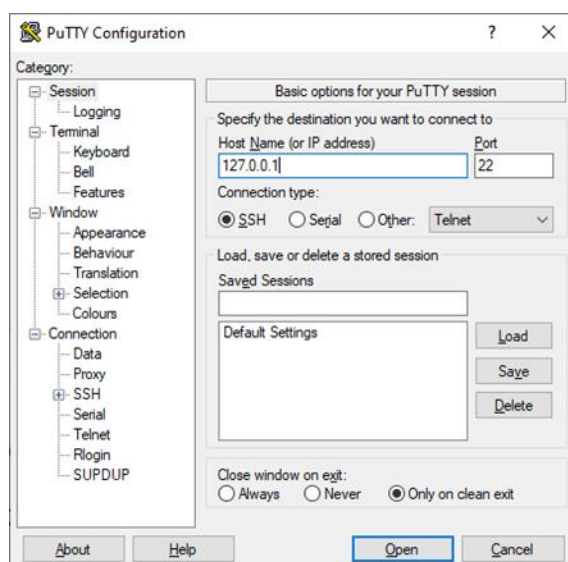 PuTTY Configuration
Category:
Session
Logging
Terminal
Keyboard
Bell
Features
Window
Appearance
Behaviour
Translation
Selection
Colours
Connection
Data
Proxy
SSH
Serial
Telnet
Rlogin
SUPDUP
Basic options for your PuTTY session
Specify the destination you want to connect to
Host Name (or IP address) Port
127.0.0.1 22
Connection type:
SSH Serial Other: Telnet
Load, save or delete a stored session
Saved Sessions
Default Settings
Load
Save
Delete
Close window on exit:
Always Never Only on clean exit
About Help Open Cancel